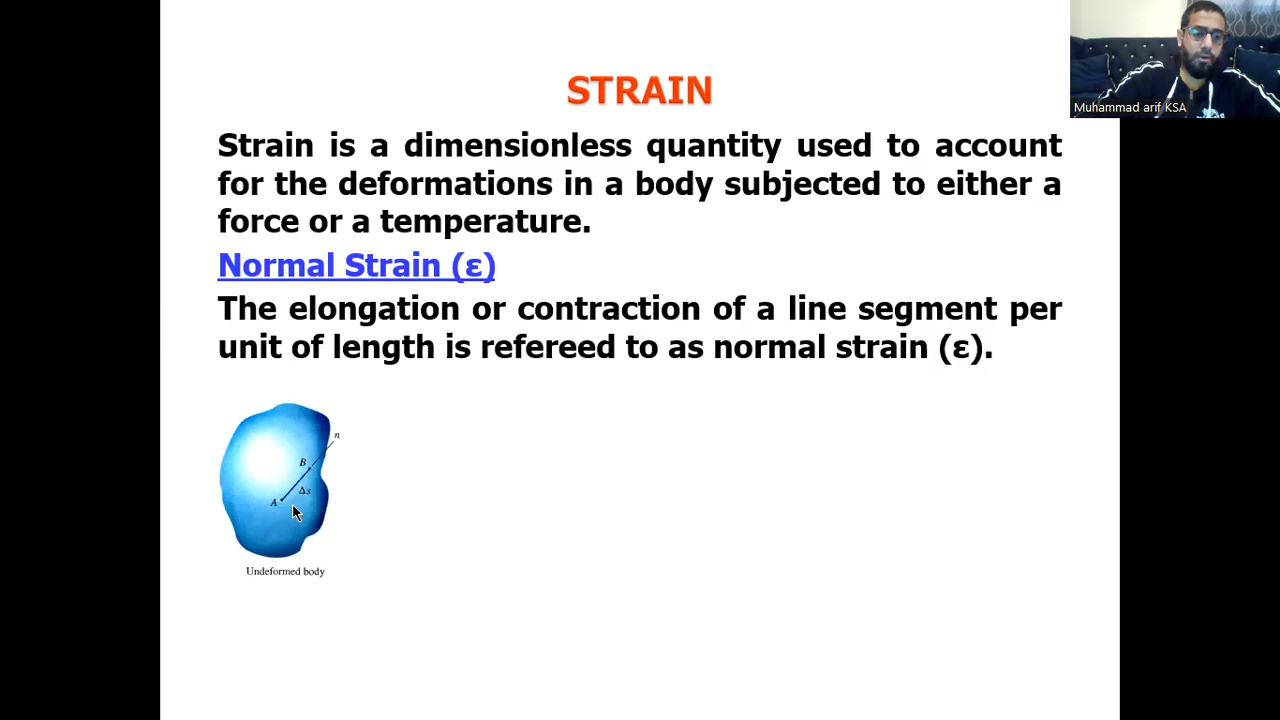 STRAIN
Muhammad arif KSA
Strain is a dimensionless quantity used to account
for the deformations in a body subjected to either a
force or a temperature.
Normal Strain (ε)
The elongation or contraction of a line segment per
unit of length is refereed to as normal strain (ε).
n
B
Δs
A
Undeformed body